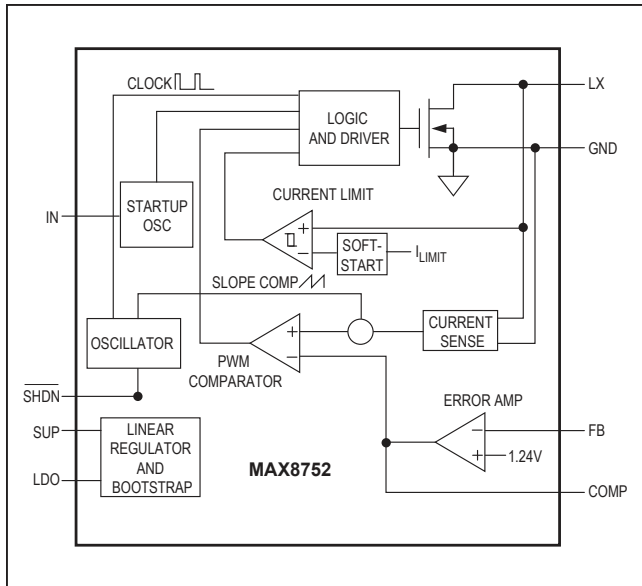 CLOCK
LX
LOGIC
AND DRIVER
GND
STARTUP
OSC
IN
CURRENT LIMIT
+
−
SOFT-
START
I_LIMIT
SLOPE COMP
OSCILLATOR
+
−
PWM
COMPARATOR
CURRENT
SENSE
SHDN
ERROR AMP
SUP
LINEAR
REGULATOR
AND
BOOTSTRAP
LDO
MAX8752
−
+
1.24V
FB
COMP